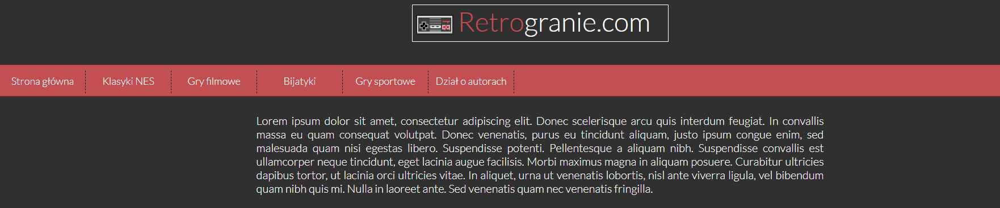 Retrogranie.com
Strona główna Klasyki NES Gry filmowe Bijatyki Gry sportowe Dział o autorach
Lorem ipsum dolor sit amet, consectetur adipiscing elit. Donec scelerisque arcu quis interdum feugiat. In convallis
massa eu quam consequat volutpat. Donec venenatis, purus eu tincidunt aliquam, justo ipsum congue enim, sed
malesuada quam nisi egestas libero. Suspendisse potenti. Pellentesque a aliquam nibh. Suspendisse convallis est
ullamcorper neque tincidunt, eget lacinia augue facilisis. Morbi maximus magna in aliquam posuere. Curabitur ultricies
dapibus tortor, ut lacinia orci ultricies vitae. In aliquet, urna ut venenatis lobortis, nisl ante viverra ligula, vel bibendum
quam nibh quis mi. Nulla in laoreet ante. Sed venenatis quam nec venenatis fringilla.